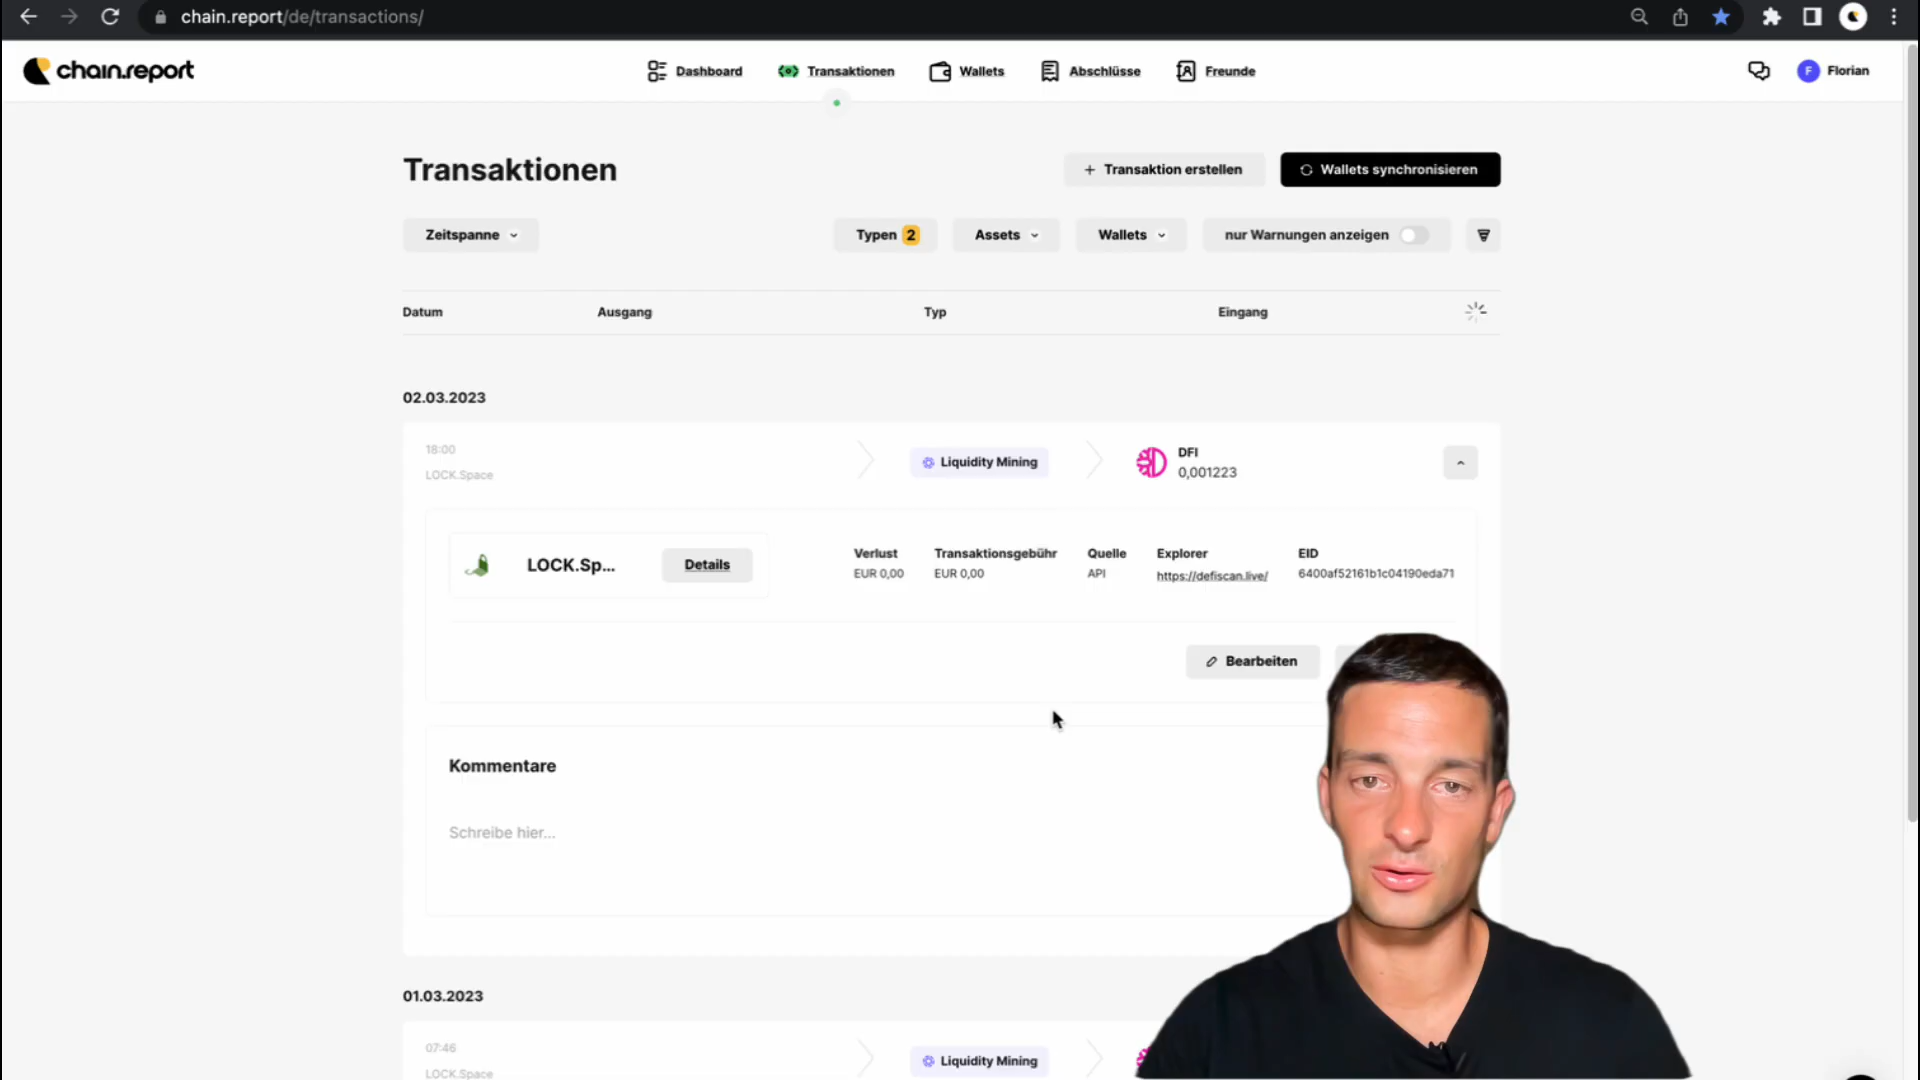 chain.report/de/transactions/
chain.report
Dashboard
Transaktionen
Wallets
Abschlüsse
Freunde
F
Florian
Transaktionen
+ Transaktion erstellen
Wallets synchronisieren
Zeitspanne
Typen 2
Assets
Wallets
nur Warnungen anzeigen
Datum
Ausgang
Typ
Eingang
02.03.2023
18:00
LOCK.Space
Liquidity Mining
DFI
0,001223
LOCK.Sp...
Details
Verlust
EUR 0,00
Transaktionsgebühr
EUR 0,00
Quelle
API
Explorer
https://defiscan.live/
EID
6400af52161b1c04190eda71
Bearbeiten
Kommentare
Schreibe hier...
01.03.2023
07:46
LOCK.Space
Liquidity Mining